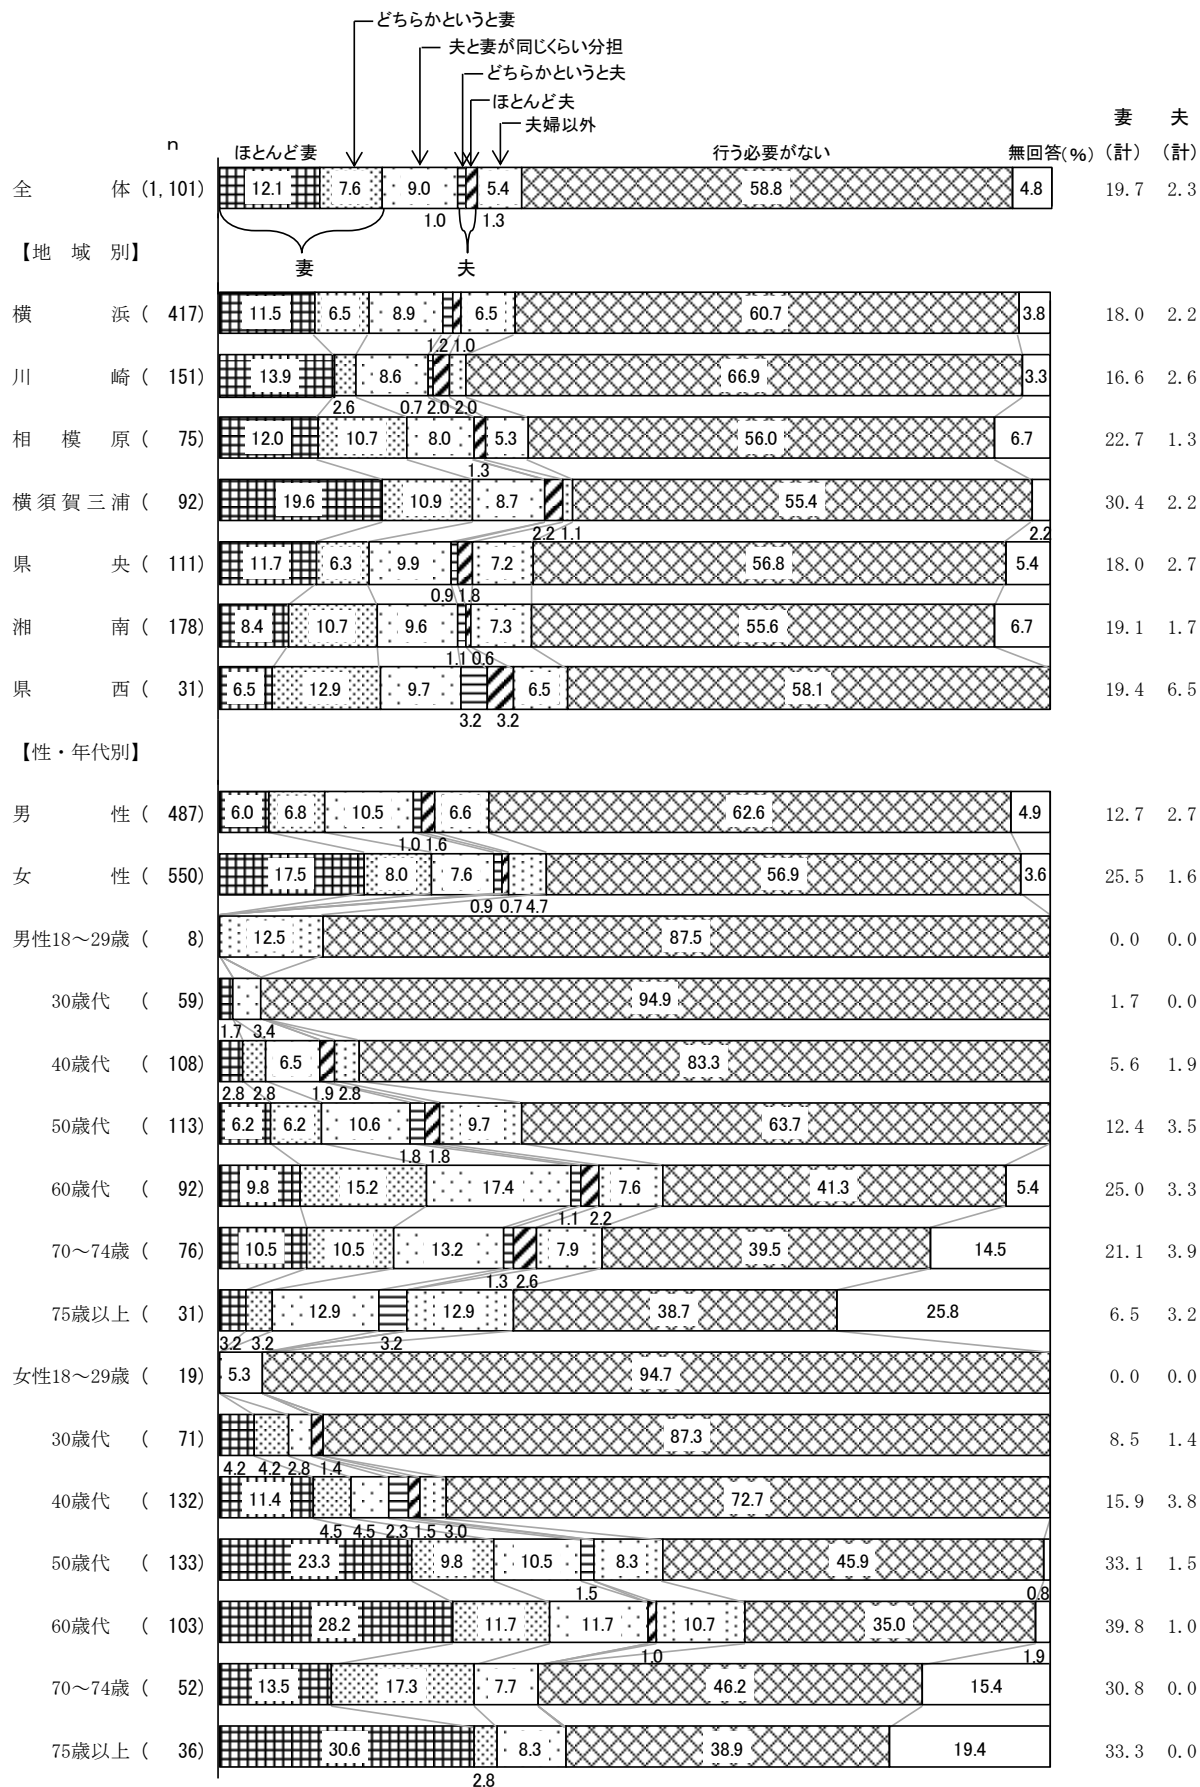 どちらかというと妻
夫と妻が同じくらい分担
どちらかというと夫
ほとんど夫
夫婦以外
妻 夫
n ほとんど妻 行う必要がない 無回答(%) (計) (計)
全体 (1,101) 12.1 7.6 9.0 5.4 58.8 4.8 19.7 2.3
1.0 1.3
【地域別】
妻 夫
横浜 (417) 11.5 6.5 8.9 6.5 60.7 3.8 18.0 2.2
1.2 1.0
川崎 (151) 13.9 8.6 66.9 3.3 16.6 2.6
2.6 0.7 2.0 2.0
相模原 (75) 12.0 10.7 8.0 5.3 56.0 6.7 22.7 1.3
1.3
横須賀三浦 (92) 19.6 10.9 8.7 55.4 30.4 2.2
2.2 1.1 2.2
県央 (111) 11.7 6.3 9.9 7.2 56.8 5.4 18.0 2.7
0.9 1.8
湘南 (178) 8.4 10.7 9.6 7.3 55.6 6.7 19.1 1.7
1.1 0.6
県西 (31) 6.5 12.9 9.7 6.5 58.1 19.4 6.5
3.2 3.2
【性・年代別】
男性 (487) 6.0 6.8 10.5 6.6 62.6 4.9 12.7 2.7
1.0 1.6
女性 (550) 17.5 8.0 7.6 56.9 3.6 25.5 1.6
0.9 0.7 4.7
男性18～29歳 (8) 12.5 87.5 0.0 0.0
30歳代 (59) 94.9 1.7 0.0
1.7 3.4
40歳代 (108) 6.5 83.3 5.6 1.9
2.8 2.8 1.9 2.8
50歳代 (113) 6.2 6.2 10.6 9.7 63.7 12.4 3.5
1.8 1.8
60歳代 (92) 9.8 15.2 17.4 7.6 41.3 5.4 25.0 3.3
1.1 2.2
70～74歳 (76) 10.5 10.5 13.2 7.9 39.5 14.5 21.1 3.9
1.3 2.6
75歳以上 (31) 12.9 12.9 38.7 25.8 6.5 3.2
3.2 3.2 3.2
女性18～29歳 (19) 5.3 94.7 0.0 0.0
30歳代 (71) 87.3 8.5 1.4
4.2 4.2 2.8 1.4
40歳代 (132) 11.4 72.7 15.9 3.8
4.5 4.5 2.3 1.5 3.0
50歳代 (133) 23.3 9.8 10.5 8.3 45.9 33.1 1.5
1.5 0.8
60歳代 (103) 28.2 11.7 11.7 10.7 35.0 39.8 1.0
1.0 1.9
70～74歳 (52) 13.5 17.3 7.7 46.2 15.4 30.8 0.0
75歳以上 (36) 30.6 8.3 38.9 19.4 33.3 0.0
2.8